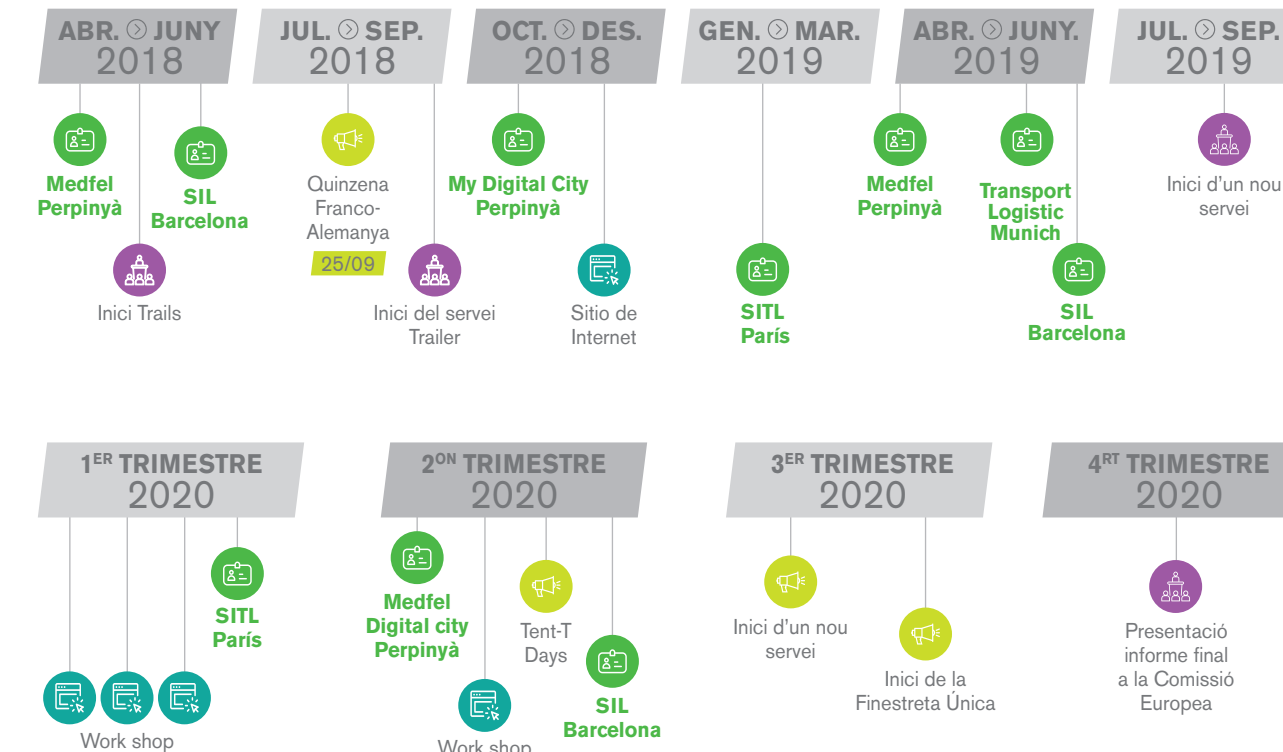 ABR. > JUNY
2018
JUL. > SEP.
2018
OCT. > DES.
2018
GEN. > MAR.
2019
ABR. > JUNY.
2019
JUL. > SEP.
2019
Medfel
Perpinyà
Inici Trails
SIL
Barcelona
Quinzena
Franco-
Alemanya
25/09
Inici del servei
Trailer
My Digital City
Perpinyà
Sitio de
Internet
SITL
París
Medfel
Perpinyà
Transport
Logistic
Munich
SIL
Barcelona
Inici d'un nou
servei
1ER TRIMESTRE
2020
2ON TRIMESTRE
2020
3ER TRIMESTRE
2020
4RT TRIMESTRE
2020
Work shop
SITL
París
Medfel
Digital city
Perpinyà
Work shop
Tent-T
Days
SIL
Barcelona
Inici d'un nou
servei
Inici de la
Finestreta Única
Presentació
informe final
a la Comissió
Europea